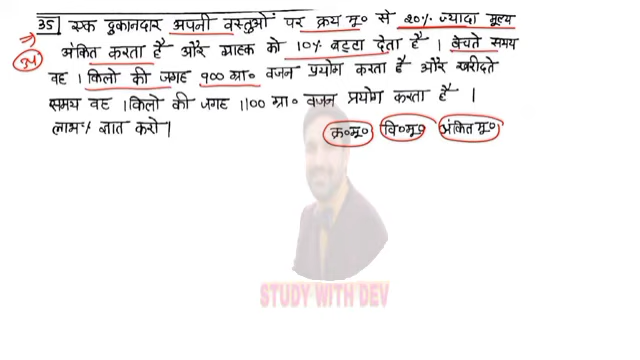 35] एक दुकानदार अपनी वस्तुओं पर क्रय मू० से 20% ज्यादा मूल्य
34 अंकित करता है और ग्राहक को 10% बट्टा देता है । बेचते समय
वह 1 किलो की जगह 900 ग्रा० वजन प्रयोग करता है और खरीदते
समय वह 1 किलो की जगह 1100 ग्रा० वजन प्रयोग करता है ।
लाभ% ज्ञात करो । क्र०मू० वि०मू० अंकित मू०
STUDY WITH DEV